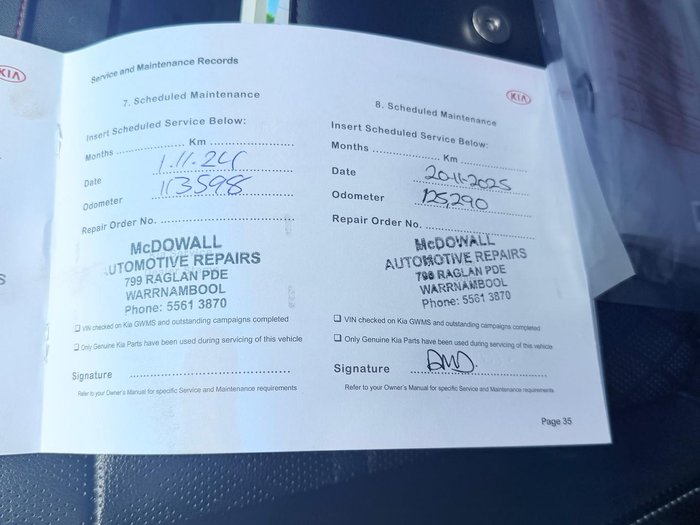 KIA
Service and Maintenance Records
7. Scheduled Maintenance
Insert Scheduled Service Below:
Months .................... Km .........................
Date 1.11.24
Odometer 113598
Repair Order No. ......................................
McDOWALL
AUTOMOTIVE REPAIRS
799 RAGLAN PDE
WARRNAMBOOL
Phone: 5561 3870
❑ VIN checked on Kia GWMS and outstanding campaigns completed
❑ Only Genuine Kia Parts have been used during servicing of this vehicle
Signature ................................................
Refer to your Owner's Manual for specific Service and Maintenance requirements
KIA
8. Scheduled Maintenance
Insert Scheduled Service Below:
Months .................... Km .........................
Date 20-11-2025
Odometer 125,290
Repair Order No. ......................................
McDOWALL
AUTOMOTIVE REPAIRS
799 RAGLAN PDE
WARRNAMBOOL
Phone: 5561 3870
❑ VIN checked on Kia GWMS and outstanding campaigns completed
❑ Only Genuine Kia Parts have been used during servicing of this vehicle
Signature
Refer to your Owner's Manual for specific Service and Maintenance requirements
Page 35